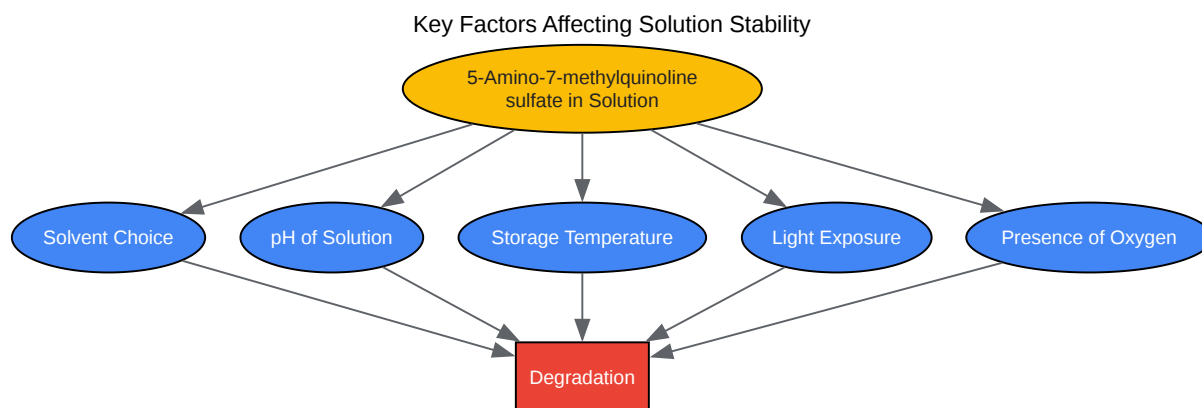 Key Factors Affecting Solution Stability
5-Amino-7-methylquinoline
sulfate in Solution
Solvent Choice
pH of Solution
Storage Temperature
Light Exposure
Presence of Oxygen
Degradation